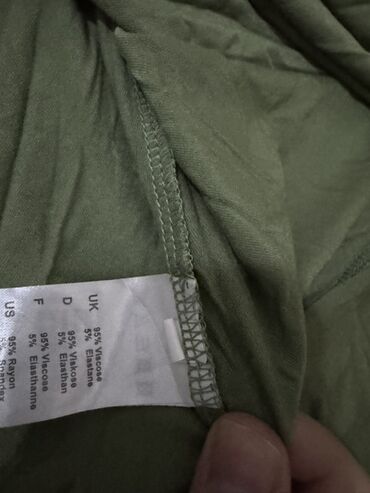 UK 95% Viscose
5% Elastane
D 95% Viskose
5% Elasthan
F 95% Viscose
5% Elasthanne
US 95% Rayon